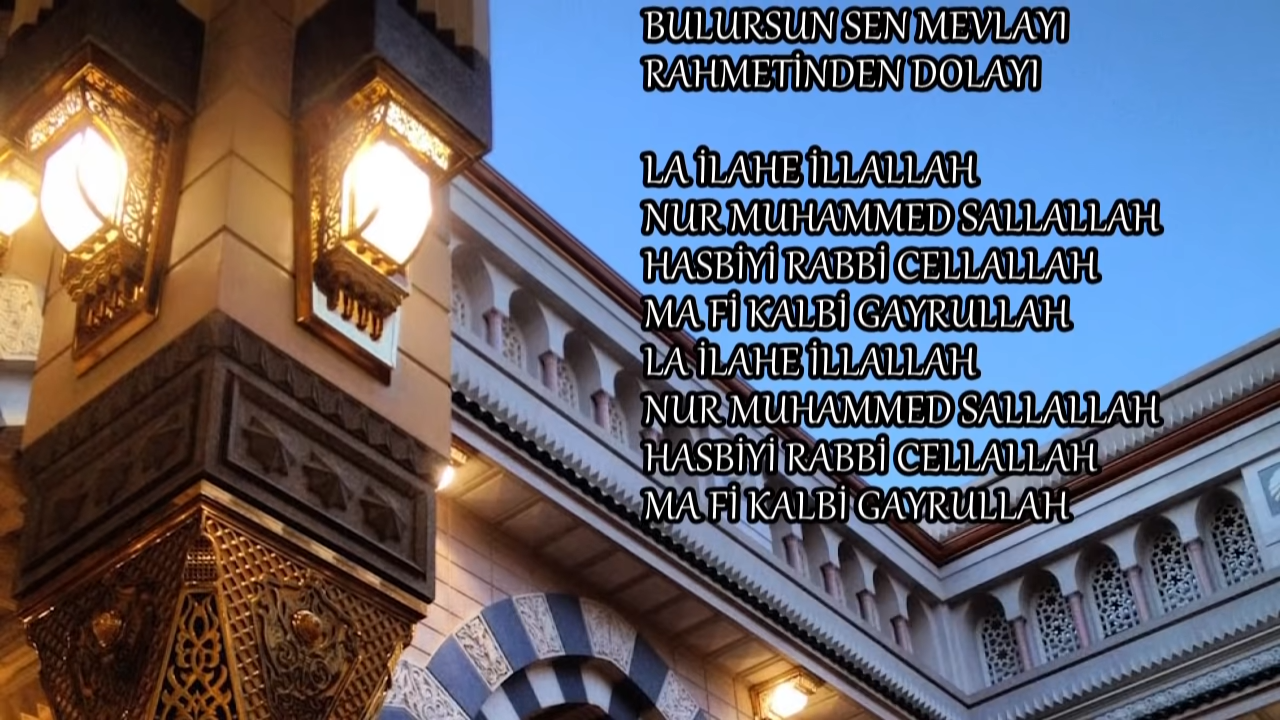 BULURSUN SEN MEVLAYI
RAHMETİNDEN DOLAYI
LA İLAHE İLLALLAH
NUR MUHAMMED SALLALLAH
HASBİYİ RABBİ CELLALLAH
MA Fİ KALBİ GAYRULLAH
LA İLAHE İLLALLAH
NUR MUHAMMED SALLALLAH
HASBİYİ RABBİ CELLALLAH
MA Fİ KALBİ GAYRULLAH